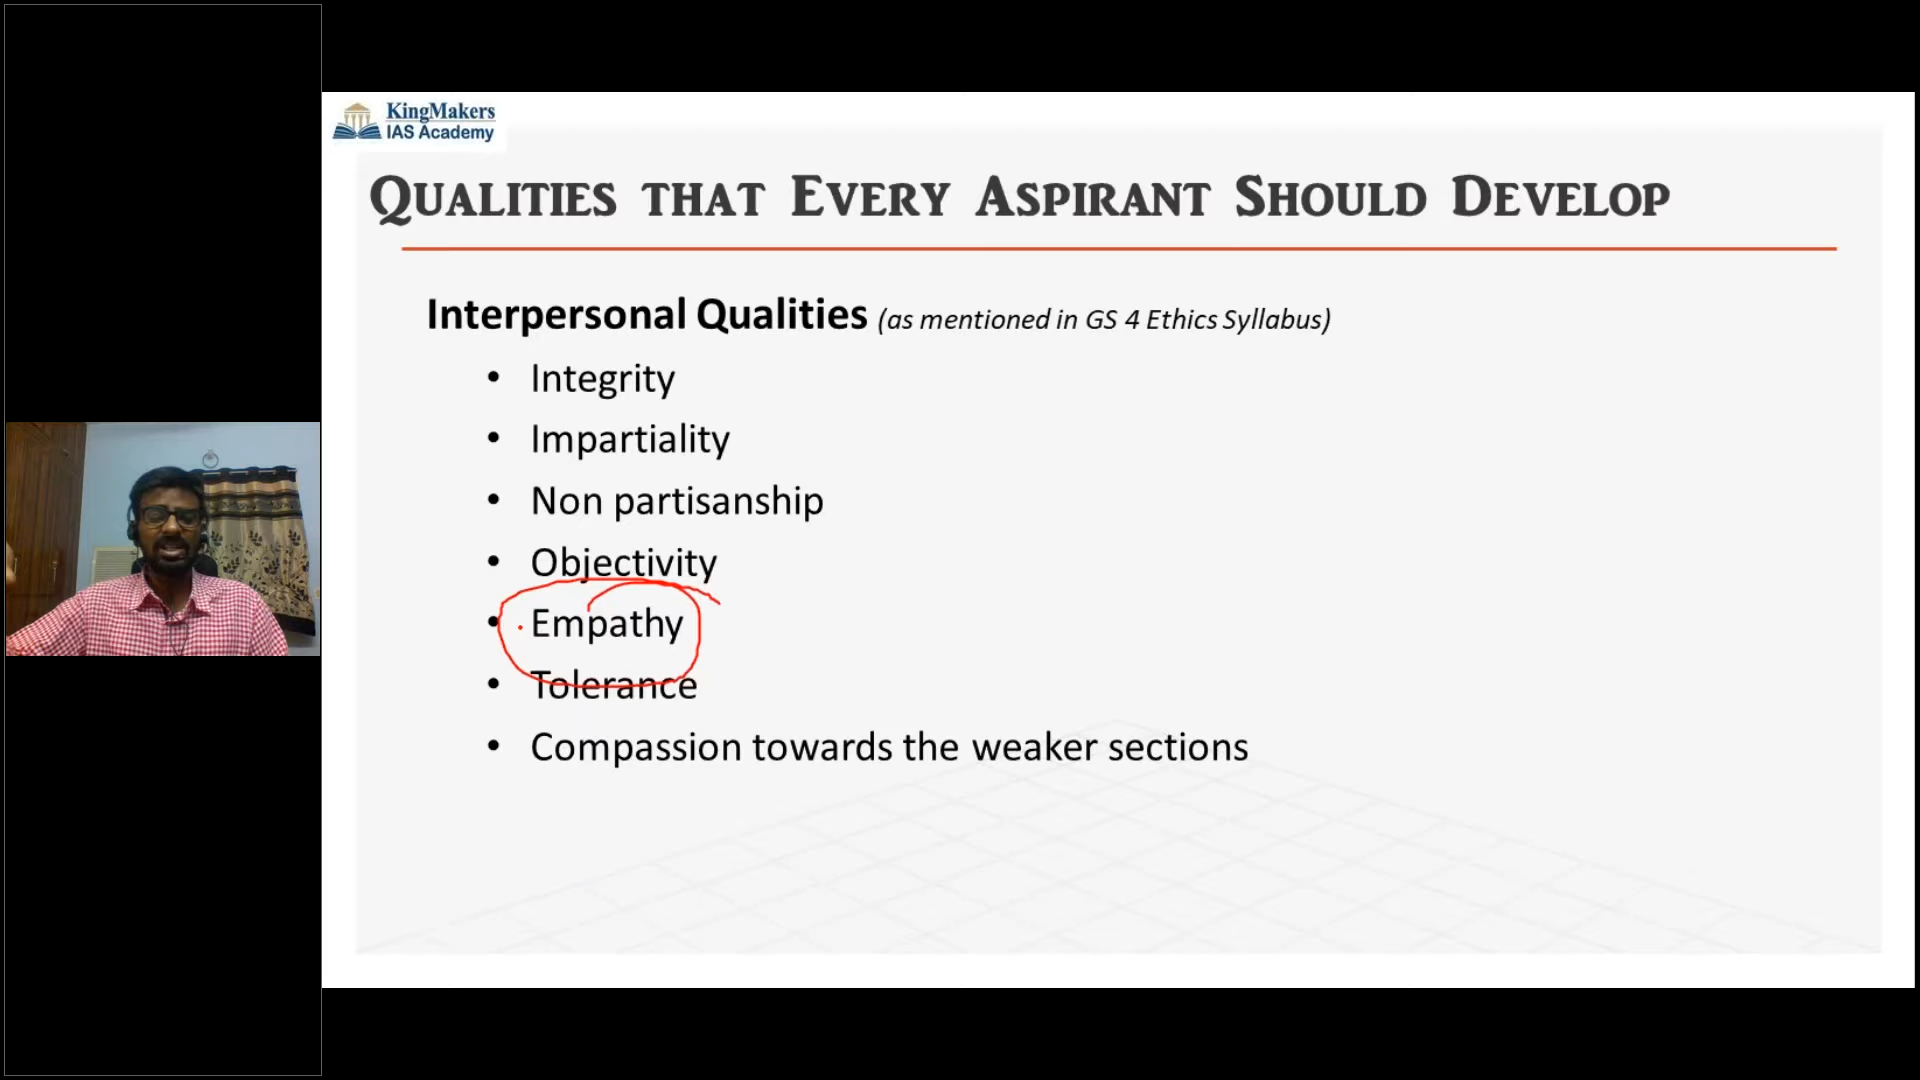 KingMakers
IAS Academy
Qualities that Every Aspirant Should Develop
Interpersonal Qualities (as mentioned in GS 4 Ethics Syllabus)
• Integrity
• Impartiality
• Non partisanship
• Objectivity
• Empathy
• Tolerance
• Compassion towards the weaker sections